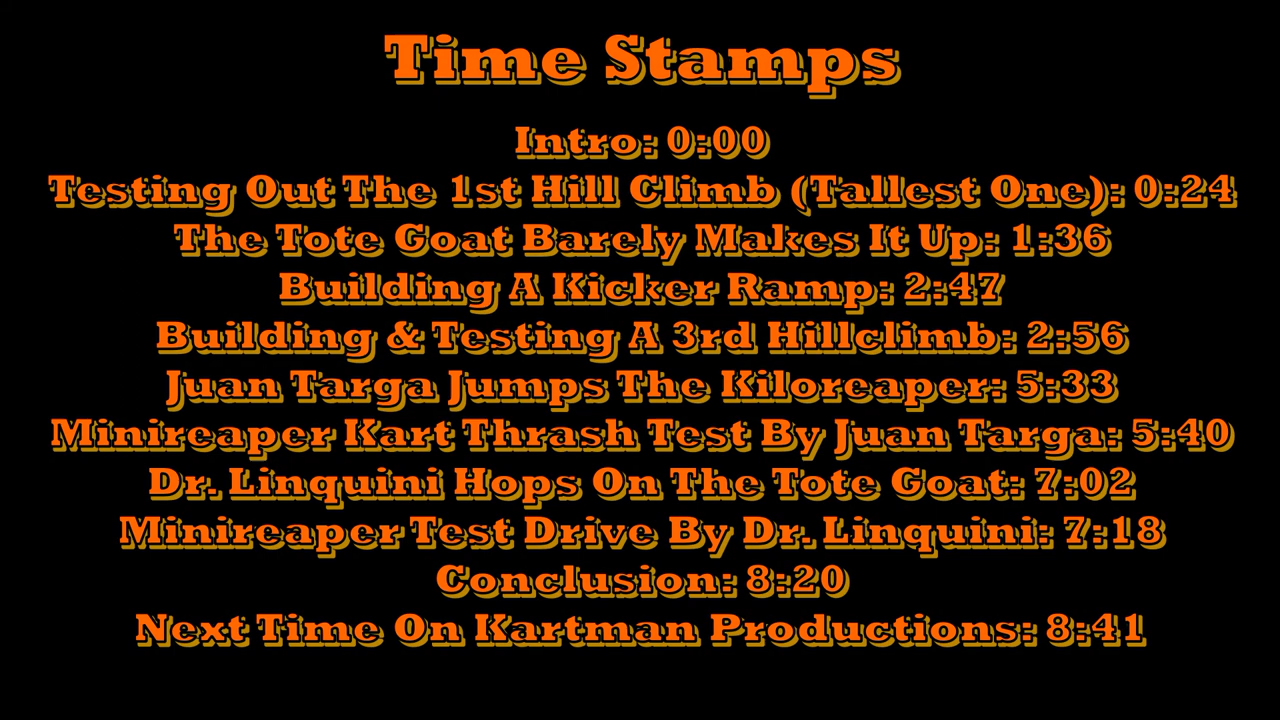 Time Stamps
Intro: 0:00
Testing Out The 1st Hill Climb (Tallest One): 0:24
The Tote Goat Barely Makes It Up: 1:36
Building A Kicker Ramp: 2:47
Building & Testing A 3rd Hillclimb: 2:56
Juan Targa Jumps The Kiloreaper: 5:33
Minireaper Kart Thrash Test By Juan Targa: 5:40
Dr. Linquini Hops On The Tote Goat: 7:02
Minireaper Test Drive By Dr. Linquini: 7:18
Conclusion: 8:20
Next Time On Kartman Productions: 8:41